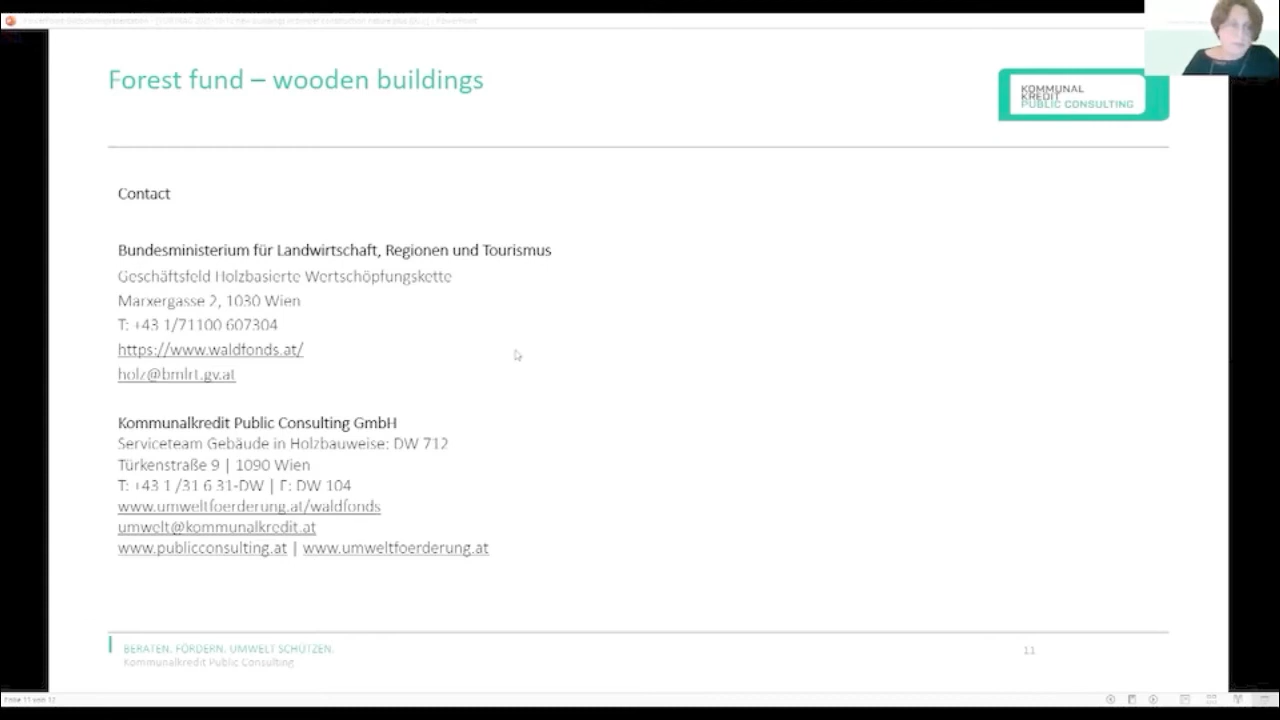 Forest fund – wooden buildings
KOMMUNAL
KREDIT
PUBLIC CONSULTING
Contact
Bundesministerium für Landwirtschaft, Regionen und Tourismus
Geschäftsfeld Holzbasierte Wertschöpfungskette
Marxergasse 2, 1030 Wien
T: +43 1/71100 607304
https://www.waldfonds.at/
holz@bmlrt.gv.at
Kommunalkredit Public Consulting GmbH
Serviceteam Gebäude in Holzbauweise: DW 712
Türkenstraße 9 | 1090 Wien
T: +43 1 /31 6 31-DW | F: DW 104
www.umweltfoerderung.at/waldfonds
umwelt@kommunalkredit.at
www.publicconsulting.at | www.umweltfoerderung.at
BERATEN. FÖRDERN. UMWELT SCHÜTZEN.
Kommunalkredit Public Consulting
11
Folie 11 von 12